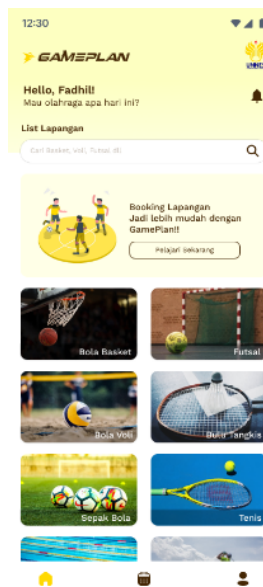 12:30
GAMEPLAN
UNNES
Hello, Fadhil!
Mau olahraga apa hari ini?
List Lapangan
Cari Basket, Voli, Futsal dll
Booking Lapangan
Jadi lebih mudah dengan
GamePlan!!
Pelajari Sekarang
Bola Basket
Futsal
Bola Voli
Bulu Tangkis
Sepak Bola
Tenis